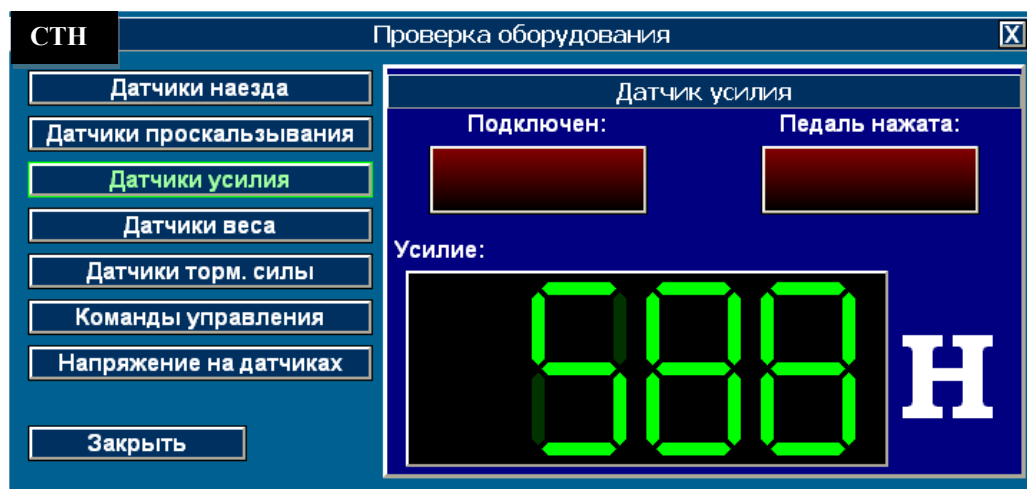 СТН
Проверка оборудования
X
Датчики наезда
Датчики проскальзывания
Датчики усилия
Датчики веса
Датчики торм. силы
Команды управления
Напряжение на датчиках
Закрыть
Датчик усилия
Подключен: Педаль нажата:
Усилие:
588 Н